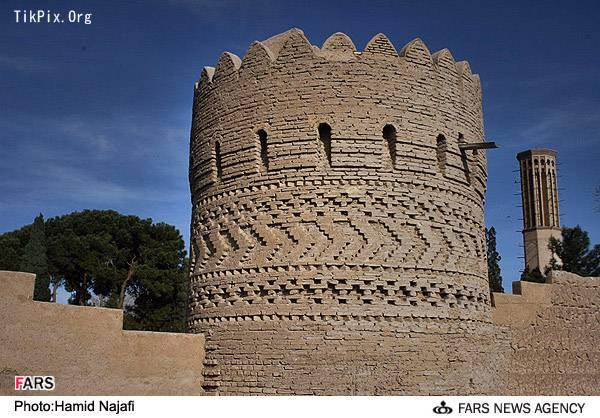 TikPix.Org
FARS
Photo:Hamid Najafi
FARS NEWS AGENCY